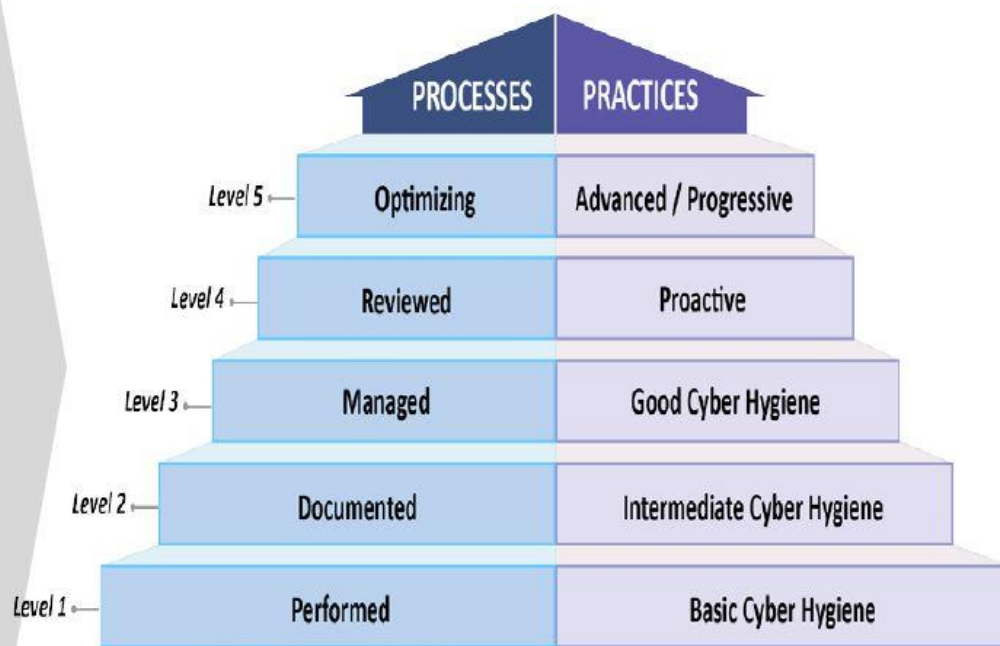 PROCESSES PRACTICES
Level 5 Optimizing Advanced / Progressive
Level 4 Reviewed Proactive
Level 3 Managed Good Cyber Hygiene
Level 2 Documented Intermediate Cyber Hygiene
Level 1 Performed Basic Cyber Hygiene